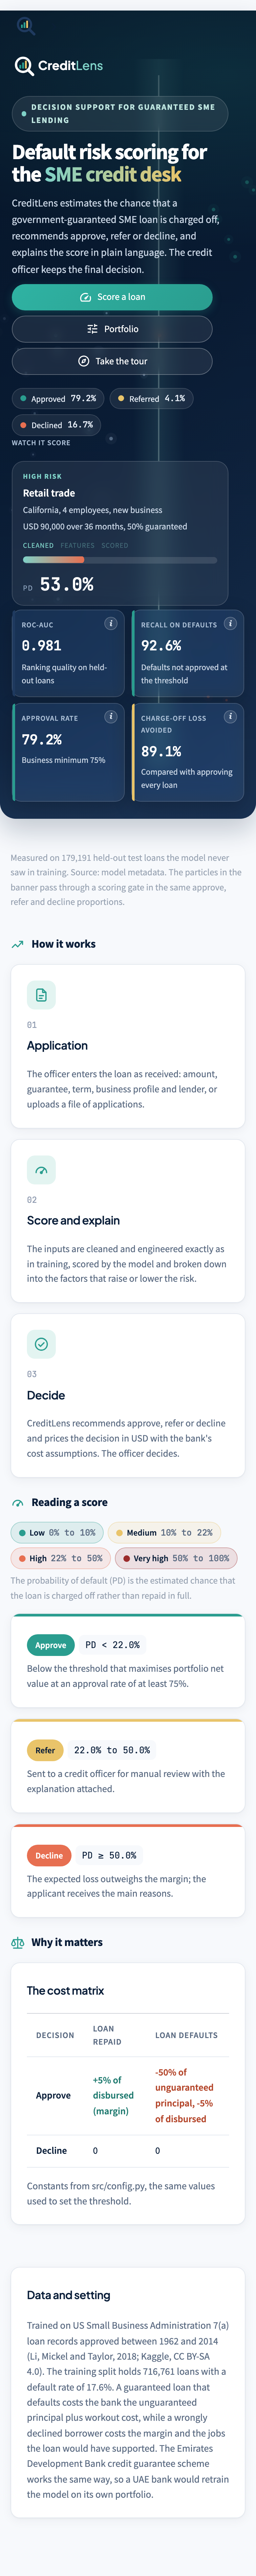 CreditLens
DECISION SUPPORT FOR GUARANTEED SME
LENDING
Default risk scoring for
the SME credit desk
CreditLens estimates the chance that a
government-guaranteed SME loan is charged off,
recommends approve, refer or decline, and
explains the score in plain language. The credit
officer keeps the final decision.
Score a loan
Portfolio
Take the tour
Approved 79.2%
Referred 4.1%
Declined 16.7%
WATCH IT SCORE
HIGH RISK
Retail trade
California, 4 employees, new business
USD 90,000 over 36 months, 50% guaranteed
CLEANED FEATURES SCORED
PD 53.0%
ROC-AUC i
0.981
Ranking quality on held-
out loans
RECALL ON DEFAULTS i
92.6%
Defaults not approved at
the threshold
APPROVAL RATE i
79.2%
Business minimum 75%
CHARGE-OFF LOSS i
AVOIDED
89.1%
Compared with approving
every loan
Measured on 179,191 held-out test loans the model never
saw in training. Source: model metadata. The particles in the
banner pass through a scoring gate in the same approve,
refer and decline proportions.
How it works
01
Application
The officer enters the loan as received: amount,
guarantee, term, business profile and lender, or
uploads a file of applications.
02
Score and explain
The inputs are cleaned and engineered exactly as
in training, scored by the model and broken down
into the factors that raise or lower the risk.
03
Decide
CreditLens recommends approve, refer or decline
and prices the decision in USD with the bank's
cost assumptions. The officer decides.
Reading a score
Low 0% to 10%
Medium 10% to 22%
High 22% to 50%
Very high 50% to 100%
The probability of default (PD) is the estimated chance that
the loan is charged off rather than repaid in full.
Approve PD < 22.0%
Below the threshold that maximises portfolio net
value at an approval rate of at least 75%.
Refer 22.0% to 50.0%
Sent to a credit officer for manual review with the
explanation attached.
Decline PD ≥ 50.0%
The expected loss outweighs the margin; the
applicant receives the main reasons.
Why it matters
The cost matrix
DECISION LOAN REPAID LOAN DEFAULTS
Approve +5% of disbursed (margin) -50% of unguaranteed principal, -5% of disbursed
Decline 0 0
Constants from src/config.py, the same values
used to set the threshold.
Data and setting
Trained on US Small Business Administration 7(a)
loan records approved between 1962 and 2014
(Li, Mickel and Taylor, 2018; Kaggle, CC BY-SA
4.0). The training split holds 716,761 loans with a
default rate of 17.6%. A guaranteed loan that
defaults costs the bank the unguaranteed
principal plus workout cost, while a wrongly
declined borrower costs the margin and the jobs
the loan would have supported. The Emirates
Development Bank credit guarantee scheme
works the same way, so a UAE bank would retrain
the model on its own portfolio.